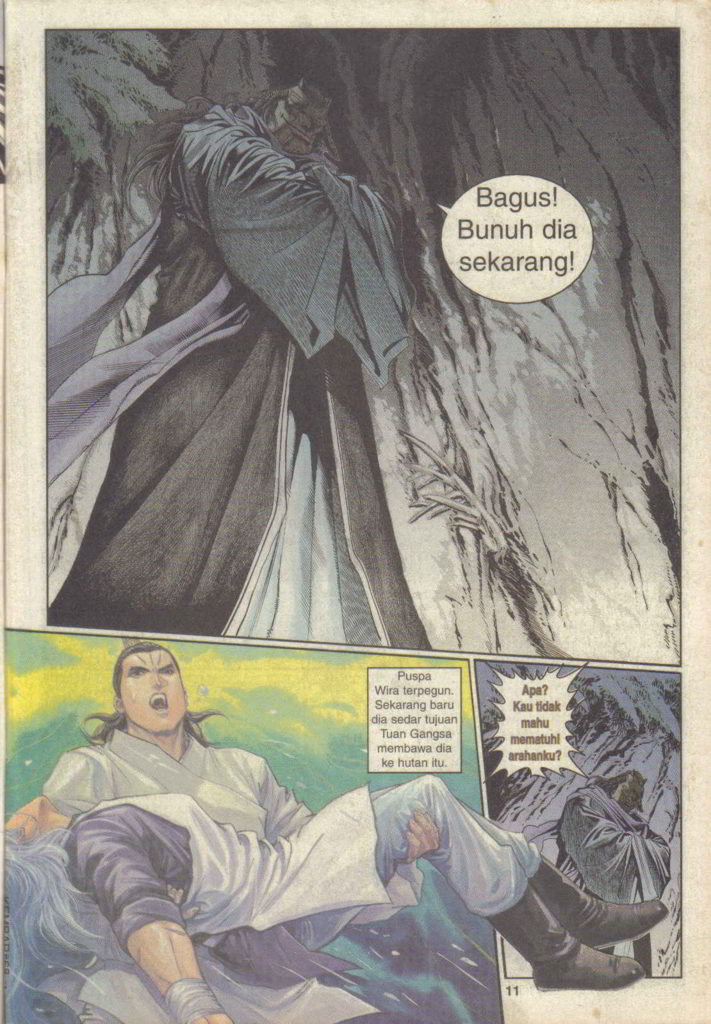 Bagus!
Bunuh dia
sekarang!
Puspa
Wira terpegun.
Sekarang baru
dia sedar tujuan
Tuan Gangsa
membawa dia
ke hutan itu.
Apa?
Kau tidak
mahu
mematuhi
arahanku?
11